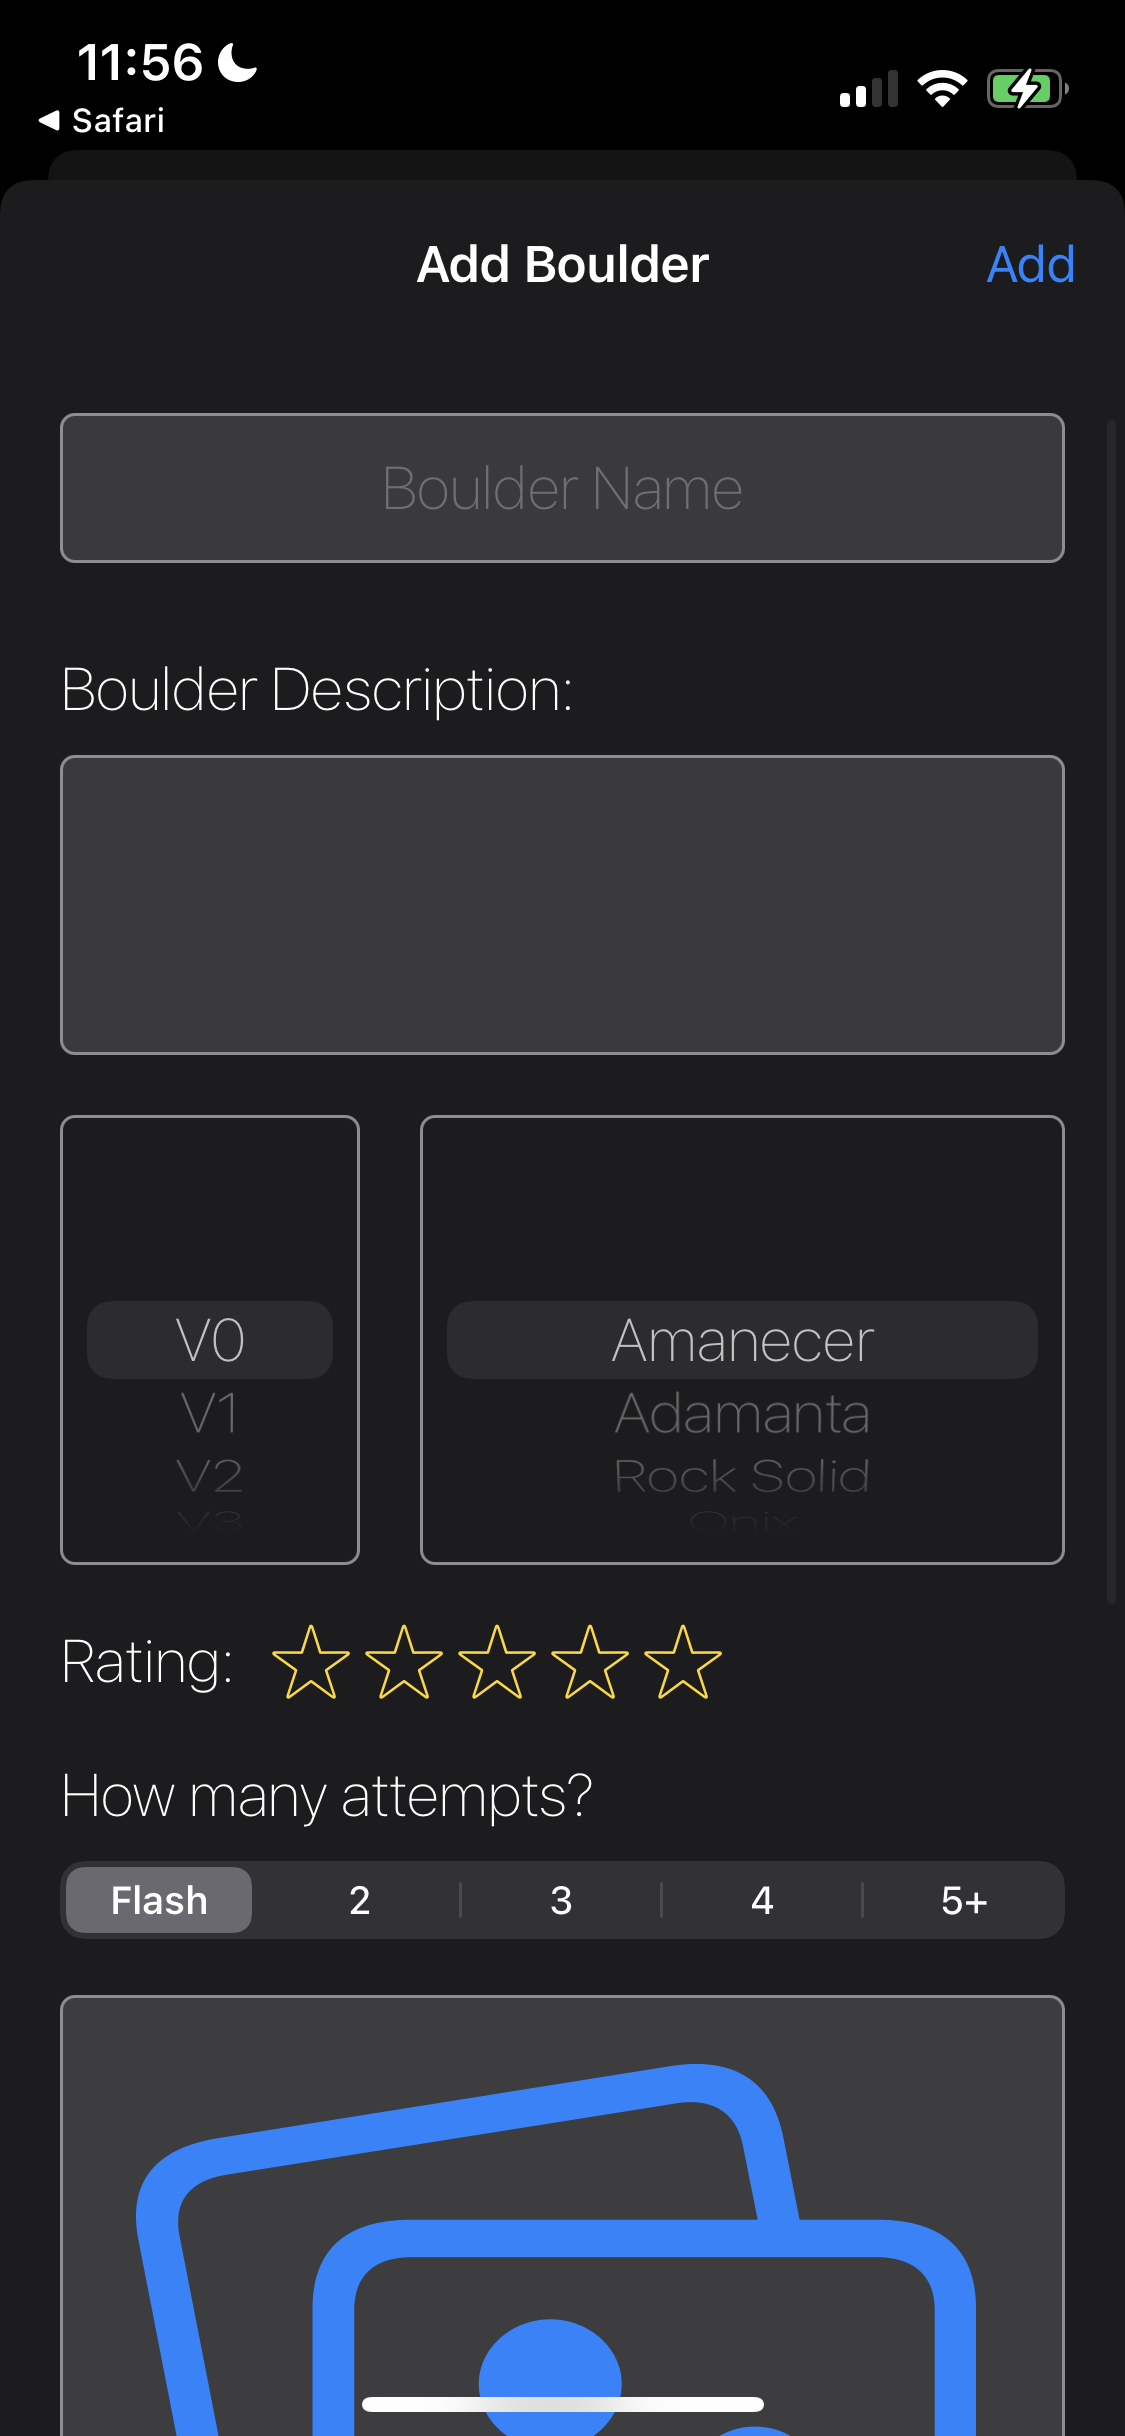 11:56
Safari
Add Boulder
Add
Boulder Name
Boulder Description:
V0
V1
V2
V3
Amanecer
Adamanta
Rock Solid
Onix
Rating:
How many attempts?
Flash 2 3 4 5+